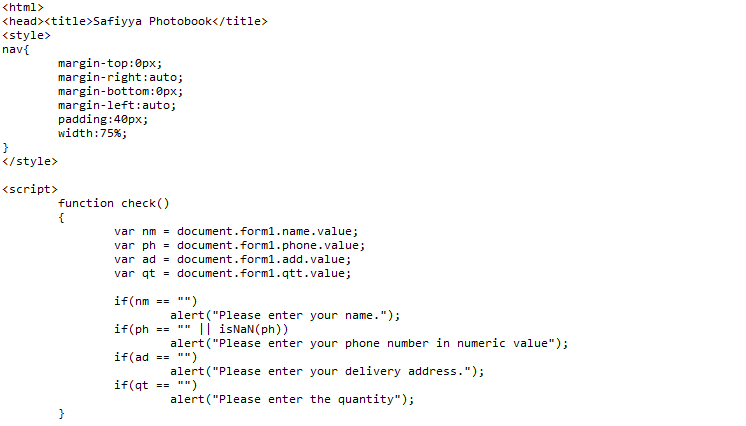 <html>
<head><title>Safiyya Photobook</title>
<style>
nav{
        margin-top:0px;
        margin-right:auto;
        margin-bottom:0px;
        margin-left:auto;
        padding:40px;
        width:75%;
}
</style>

<script>
        function check()
        {
                var nm = document.form1.name.value;
                var ph = document.form1.phone.value;
                var ad = document.form1.add.value;
                var qt = document.form1.qtt.value;

                if(nm == "")
                        alert("Please enter your name.");
                if(ph == "" || isNaN(ph))
                        alert("Please enter your phone number in numeric value");
                if(ad == "")
                        alert("Please enter your delivery address.");
                if(qt == "")
                        alert("Please enter the quantity");
        }